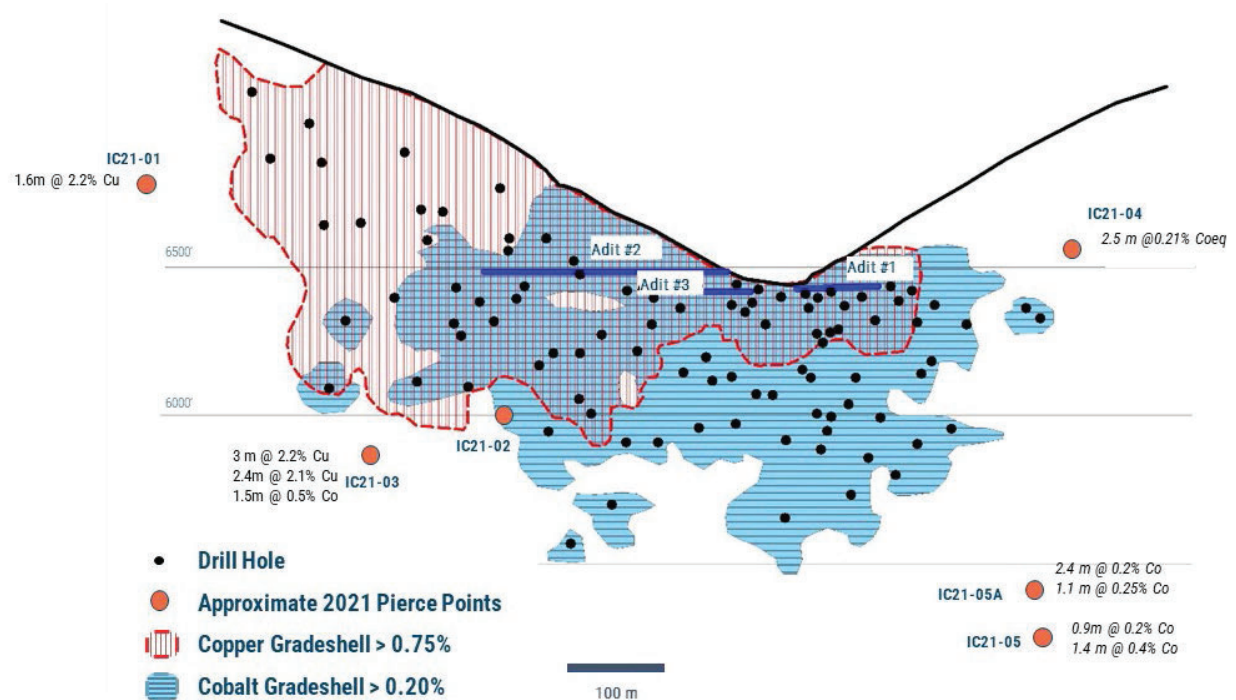 IC21-01
1.6m @ 2.2% Cu
IC21-04
2.5 m @0.21% Coeq
6500'
Adit #2
Adit #1
Adit #3
6000'
IC21-02
3 m @ 2.2% Cu
2.4m @ 2.1% Cu
1.5m @ 0.5% Co
IC21-03
Drill Hole
Approximate 2021 Pierce Points
Copper Gradeshell > 0.75%
Cobalt Gradeshell > 0.20%
2.4 m @ 0.2% Co
1.1 m @ 0.25% Co
IC21-05A
0.9m @ 0.2% Co
1.4 m @ 0.4% Co
IC21-05
100 m